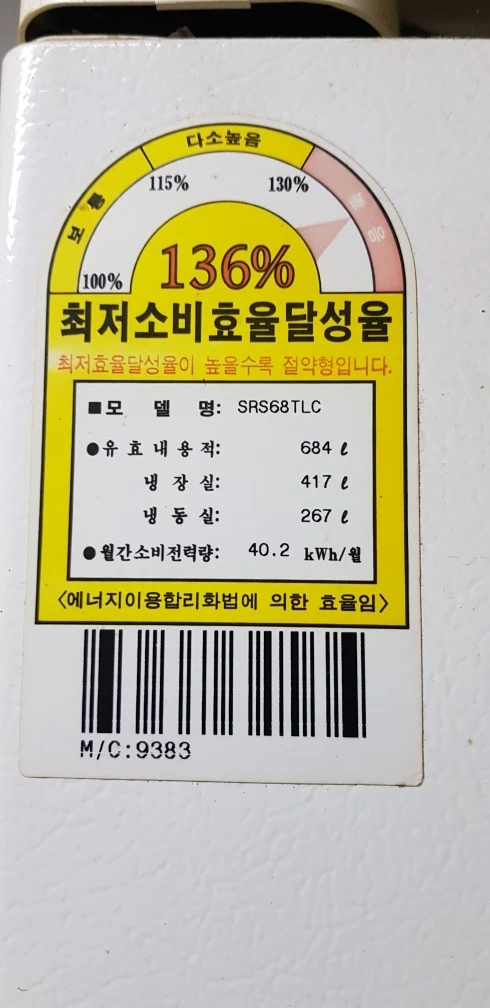 다소높음
115% 130%
보통 높음
100% 136%
최저소비효율달성율
최저효율달성율이 높을수록 절약형입니다.
■모 델 명: SRS68TLC
●유효내용적: 684 ℓ
냉장실: 417 ℓ
냉동실: 267 ℓ
●월간소비전력량: 40.2 kWh/월
〈에너지이용합리화법에 의한 효율임〉
M/C:9383